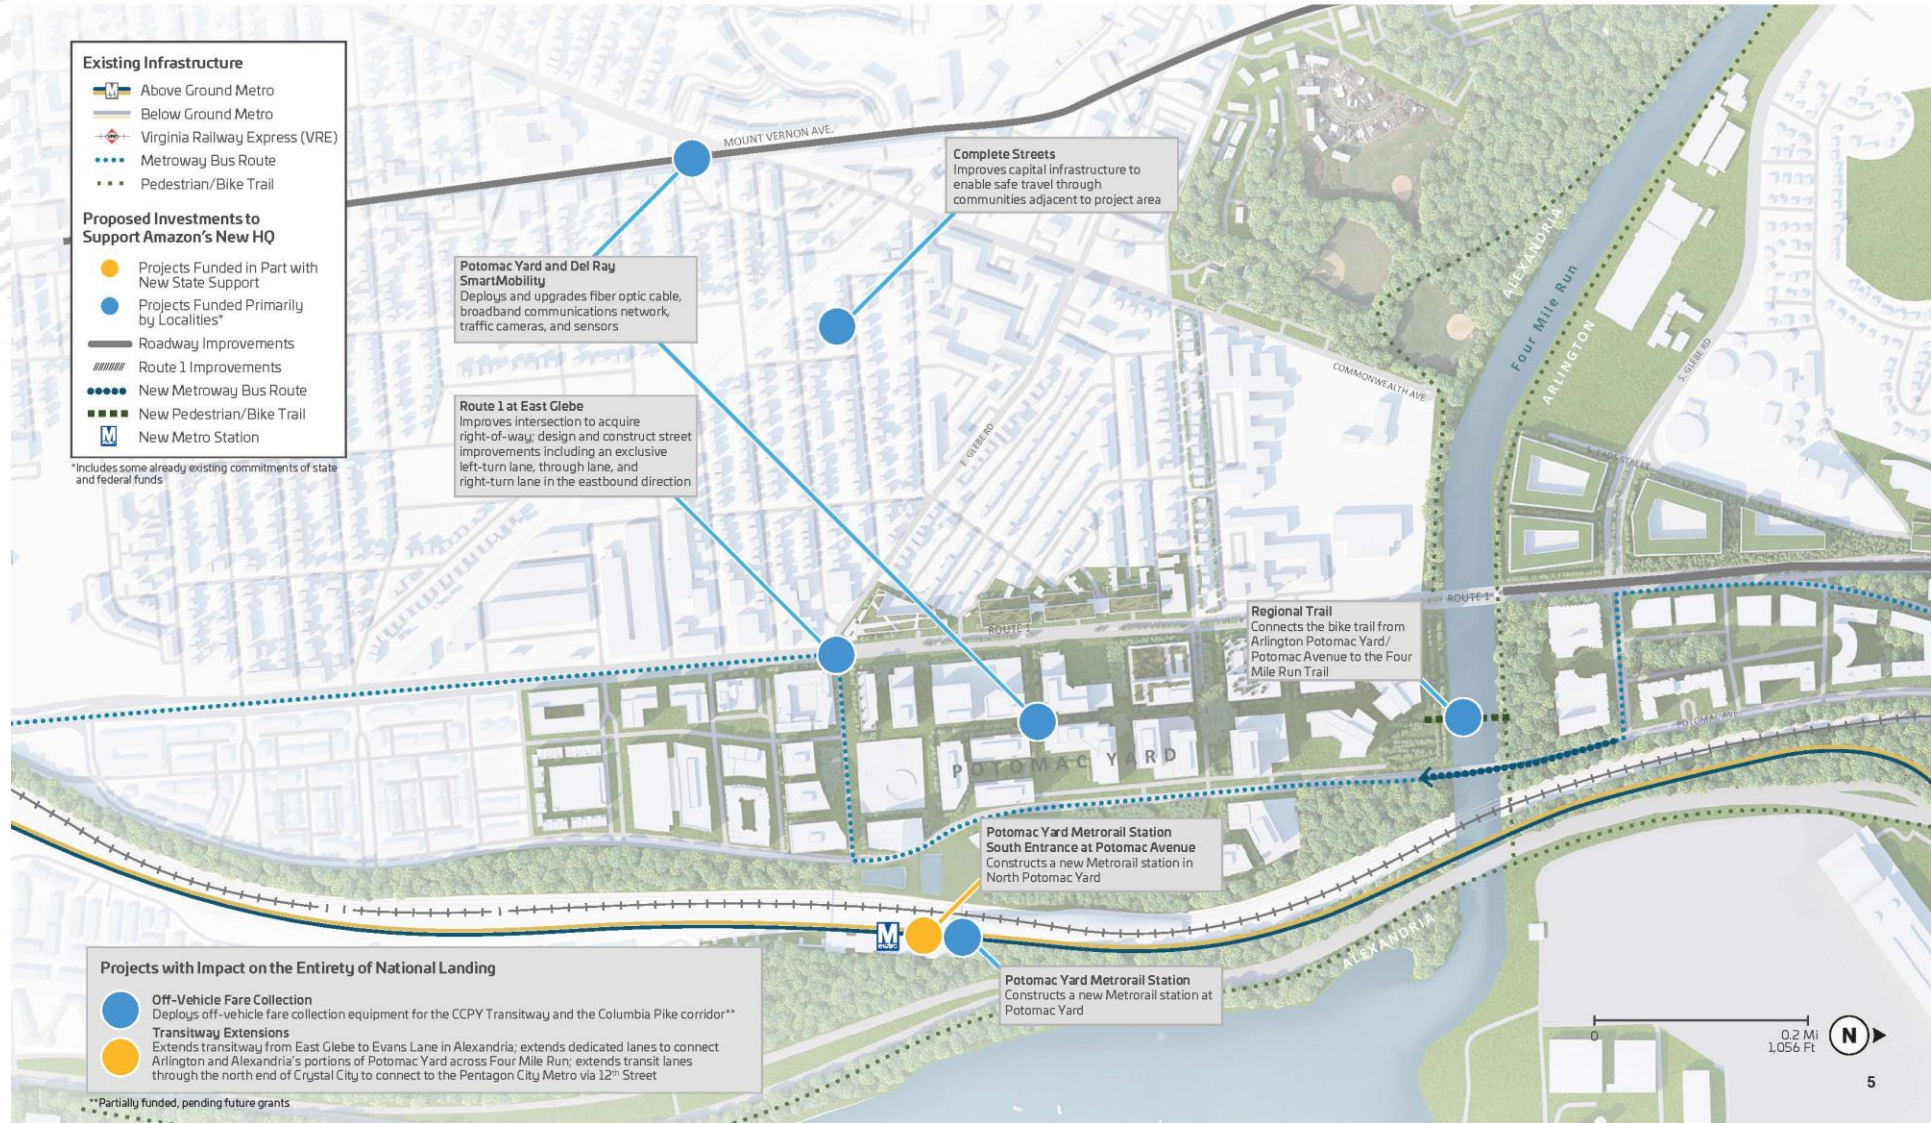 Existing Infrastructure
M
Above Ground Metro
Below Ground Metro
VRE
Virginia Railway Express (VRE)
Metroway Bus Route
Pedestrian/Bike Trail
Proposed Investments to
Support Amazon's New HQ
Projects Funded in Part with
New State Support
Projects Funded Primarily
by Localities*
Roadway Improvements
Route 1 Improvements
New Metroway Bus Route
New Pedestrian/Bike Trail
M
New Metro Station
*Includes some already existing commitments of state
and federal funds
MOUNT VERNON AVE.
Complete Streets
Improves capital infrastructure to
enable safe travel through
communities adjacent to project area
Potomac Yard and Del Ray
SmartMobility
Deploys and upgrades fiber optic cable,
broadband communications network,
traffic cameras, and sensors
Route 1 at East Glebe
Improves intersection to acquire
right-of-way; design and construct street
improvements including an exclusive
left-turn lane, through lane, and
right-turn lane in the eastbound direction
E. GLEBE RD
COMMONWEALTH AVE
ALEXANDRIA
Four Mile Run
ARLINGTON
S. GLEBE RD
S. EADS STREET
ROUTE 1
ROUTE 1
Regional Trail
Connects the bike trail from
Arlington Potomac Yard/
Potomac Avenue to the Four
Mile Run Trail
POTOMAC AVE
POTOMAC YARD
Potomac Yard Metrorail Station
South Entrance at Potomac Avenue
Constructs a new Metrorail station in
North Potomac Yard
M
metro
Potomac Yard Metrorail Station
Constructs a new Metrorail station at
Potomac Yard
ALEXANDRIA
Projects with Impact on the Entirety of National Landing
Off-Vehicle Fare Collection
Deploys off-vehicle fare collection equipment for the CCPY Transitway and the Columbia Pike corridor**
Transitway Extensions
Extends transitway from East Glebe to Evans Lane in Alexandria; extends dedicated lanes to connect
Arlington and Alexandria's portions of Potomac Yard across Four Mile Run; extends transit lanes
through the north end of Crystal City to connect to the Pentagon City Metro via 12th Street
**Partially funded, pending future grants
0
0.2 Mi
1,056 Ft
N
5